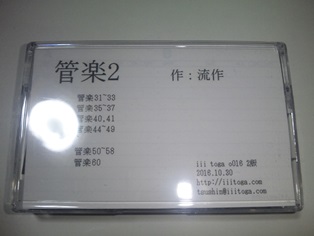 管楽2
作：流作
管楽31~33
管楽35~37
管楽40,41
管楽44~49
管楽50~58
管楽60
iii toga s016 2版
2016.10.30
http://iiitoga.com